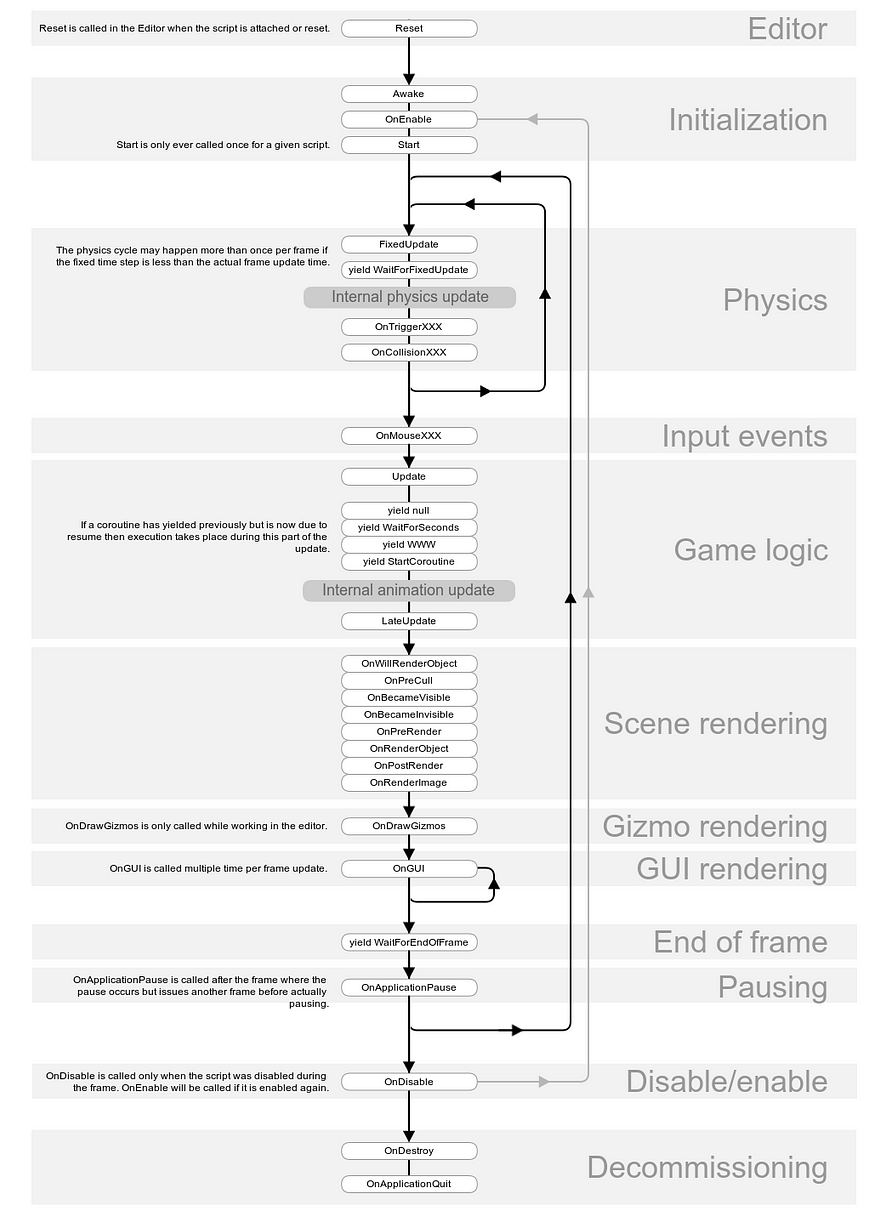 Reset is called in the Editor when the script is attached or reset.
Reset
Editor
Awake
OnEnable
Initialization
Start is only ever called once for a given script.
Start
FixedUpdate
The physics cycle may happen more than once per frame if
the fixed time step is less than the actual frame update time.
yield WaitForFixedUpdate
Internal physics update
Physics
OnTriggerXXX
OnCollisionXXX
OnMouseXXX
Input events
Update
yield null
If a coroutine has yielded previously but is now due to
resume then execution takes place during this part of the
update.
yield WaitForSeconds
yield WWW
yield StartCoroutine
Game logic
Internal animation update
LateUpdate
OnWillRenderObject
OnPreCull
OnBecameVisible
OnBecameInvisible
OnPreRender
OnRenderObject
OnPostRender
OnRenderImage
Scene rendering
OnDrawGizmos is only called while working in the editor.
OnDrawGizmos
Gizmo rendering
OnGUI is called multiple time per frame update.
OnGUI
GUI rendering
yield WaitForEndOfFrame
End of frame
OnApplicationPause is called after the frame where the
pause occurs but issues another frame before actually
pausing.
OnApplicationPause
Pausing
OnDisable is called only when the script was disabled during
the frame. OnEnable will be called if it is enabled again.
OnDisable
Disable/enable
OnDestroy
OnApplicationQuit
Decommissioning